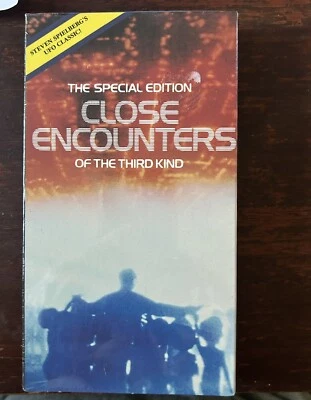 STEVEN SPIELBERG'S
UFO CLASSIC!
THE SPECIAL EDITION
CLOSE
ENCOUNTERS
OF THE THIRD KIND